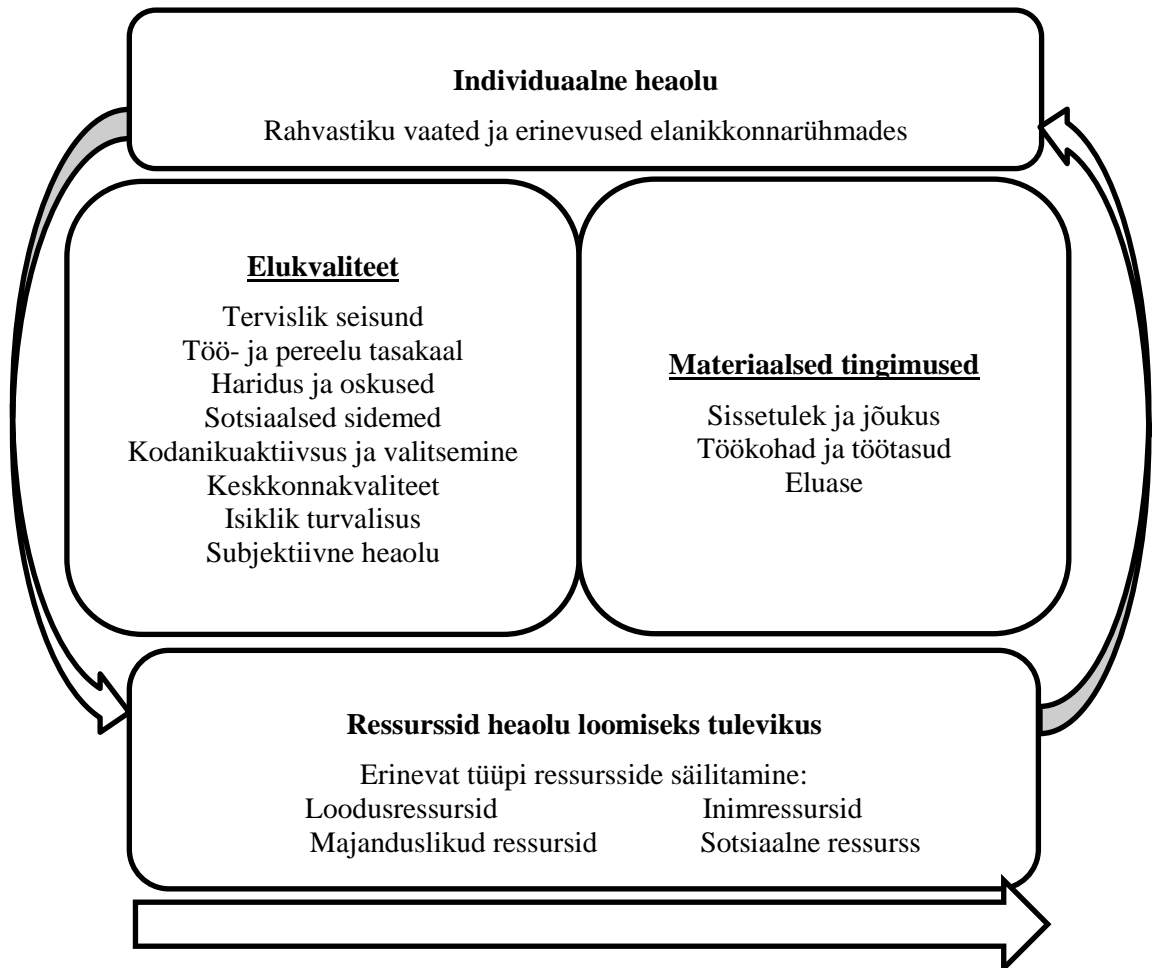 Individuaalne heaolu
Rahvastiku vaated ja erinevused elanikkonnarühmades
Elukvaliteet
Tervislik seisund
Töö- ja pereelu tasakaal
Haridus ja oskused
Sotsiaalsed sidemed
Kodanikuaktiivsus ja valitsemine
Keskkonnakvaliteet
Isiklik turvalisus
Subjektiivne heaolu
Materiaalsed tingimused
Sissetulek ja jõukus
Töökohad ja töötasud
Eluase
Ressurssid heaolu loomiseks tulevikus
Erinevat tüüpi ressursside säilitamine:
Loodusressursid Inimressursid
Majanduslikud ressursid Sotsiaalne ressurss